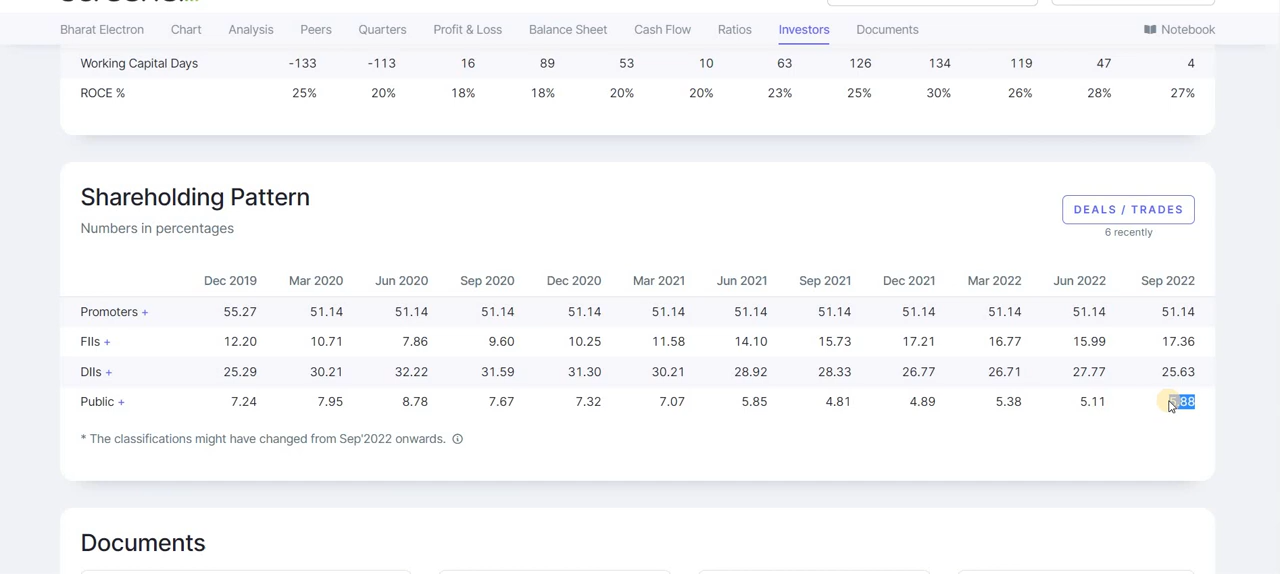 Bharat Electron Chart Analysis Peers Quarters Profit & Loss Balance Sheet Cash Flow Ratios Investors Documents Notebook
Working Capital Days -133 -113 16 89 53 10 63 126 134 119 47 4
ROCE % 25% 20% 18% 18% 20% 20% 23% 25% 30% 26% 28% 27%
Shareholding Pattern
Numbers in percentages
DEALS / TRADES
6 recently
Dec 2019 Mar 2020 Jun 2020 Sep 2020 Dec 2020 Mar 2021 Jun 2021 Sep 2021 Dec 2021 Mar 2022 Jun 2022 Sep 2022
Promoters + 55.27 51.14 51.14 51.14 51.14 51.14 51.14 51.14 51.14 51.14 51.14 51.14
FIIs + 12.20 10.71 7.86 9.60 10.25 11.58 14.10 15.73 17.21 16.77 15.99 17.36
DIIs + 25.29 30.21 32.22 31.59 31.30 30.21 28.92 28.33 26.77 26.71 27.77 25.63
Public + 7.24 7.95 8.78 7.67 7.32 7.07 5.85 4.81 4.89 5.38 5.11
* The classifications might have changed from Sep'2022 onwards.
Documents